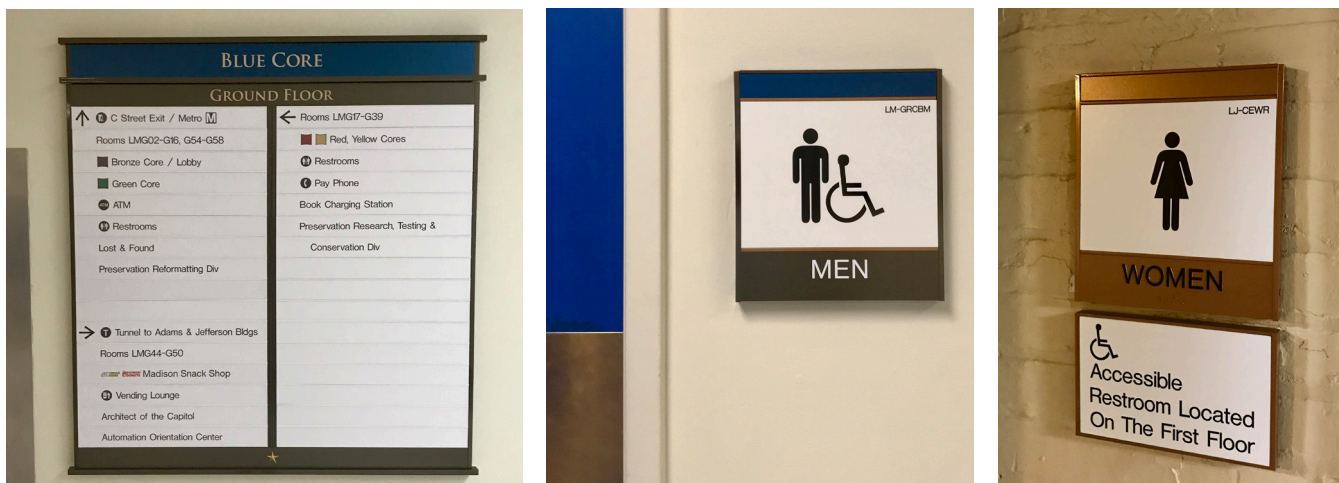 BLUE CORE
GROUND FLOOR
E C Street Exit / Metro M
Rooms LMG02-G16, G54-G58
Bronze Core / Lobby
Green Core
ATM ATM
Restrooms
Lost & Found
Preservation Reformatting Div
T Tunnel to Adams & Jefferson Bldgs
Rooms LMG44-G50
Madison Snack Shop
Vending Lounge
Architect of the Capitol
Automation Orientation Center
Rooms LMG17-G39
Red, Yellow Cores
Restrooms
Pay Phone
Book Charging Station
Preservation Research, Testing &
Conservation Div
LM-GRCBM
MEN
LJ-CEWR
WOMEN
Accessible
Restroom Located
On The First Floor